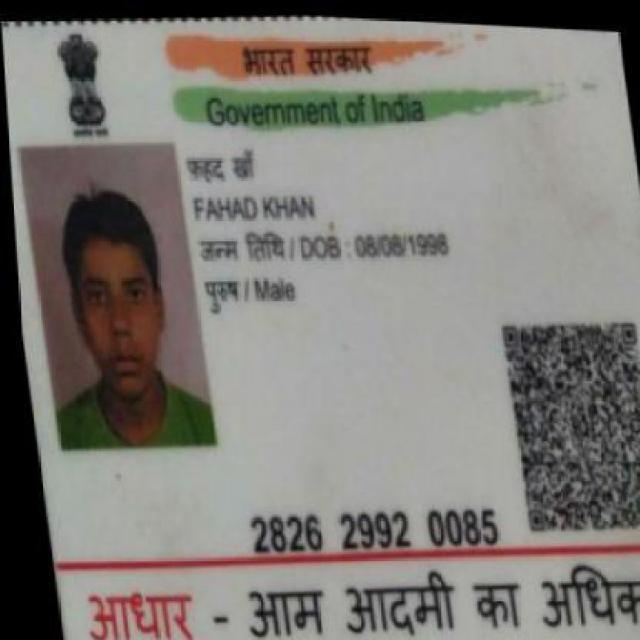 भारत सरकार
Government of India
फहद खाँ
FAHAD KHAN
जन्म तिथि / DOB : 08/08/1998
पुरुष / Male
2826 2992 0085
आधार - आम आदमी का अधिक